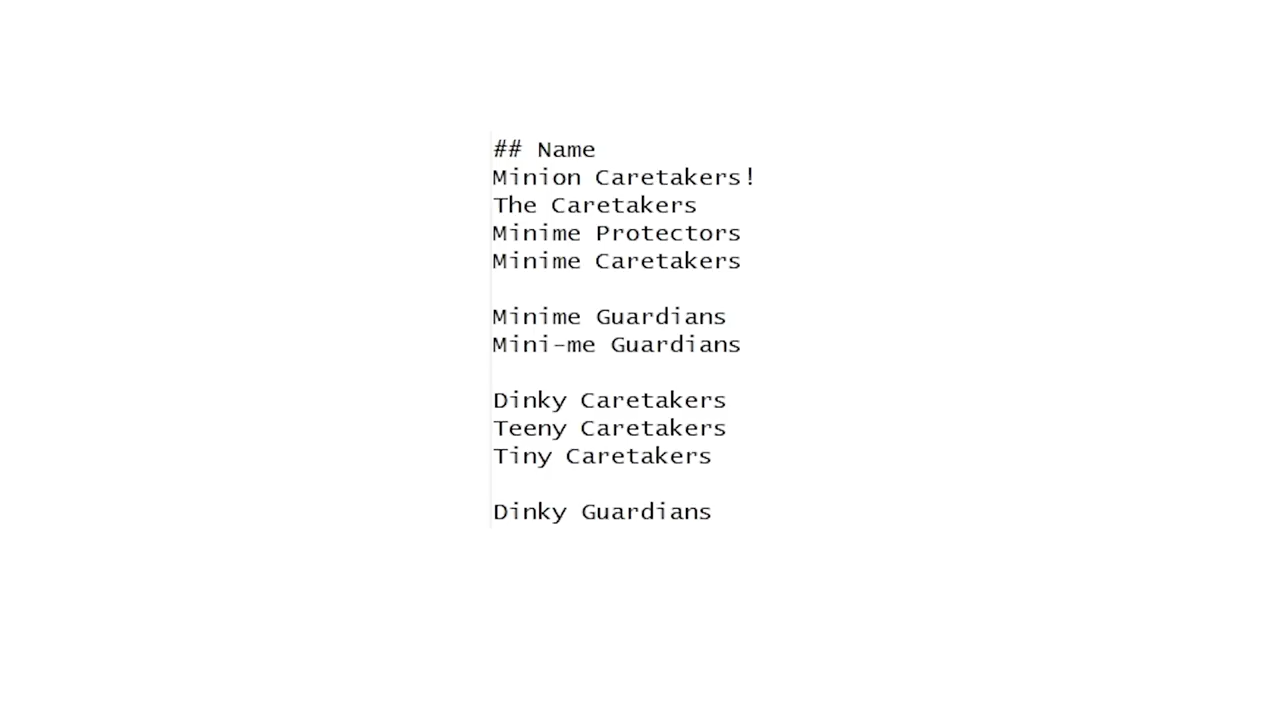 ## Name
Minion Caretakers!
The Caretakers
Minime Protectors
Minime Caretakers

Minime Guardians
Mini-me Guardians

Dinky Caretakers
Teeny Caretakers
Tiny Caretakers

Dinky Guardians